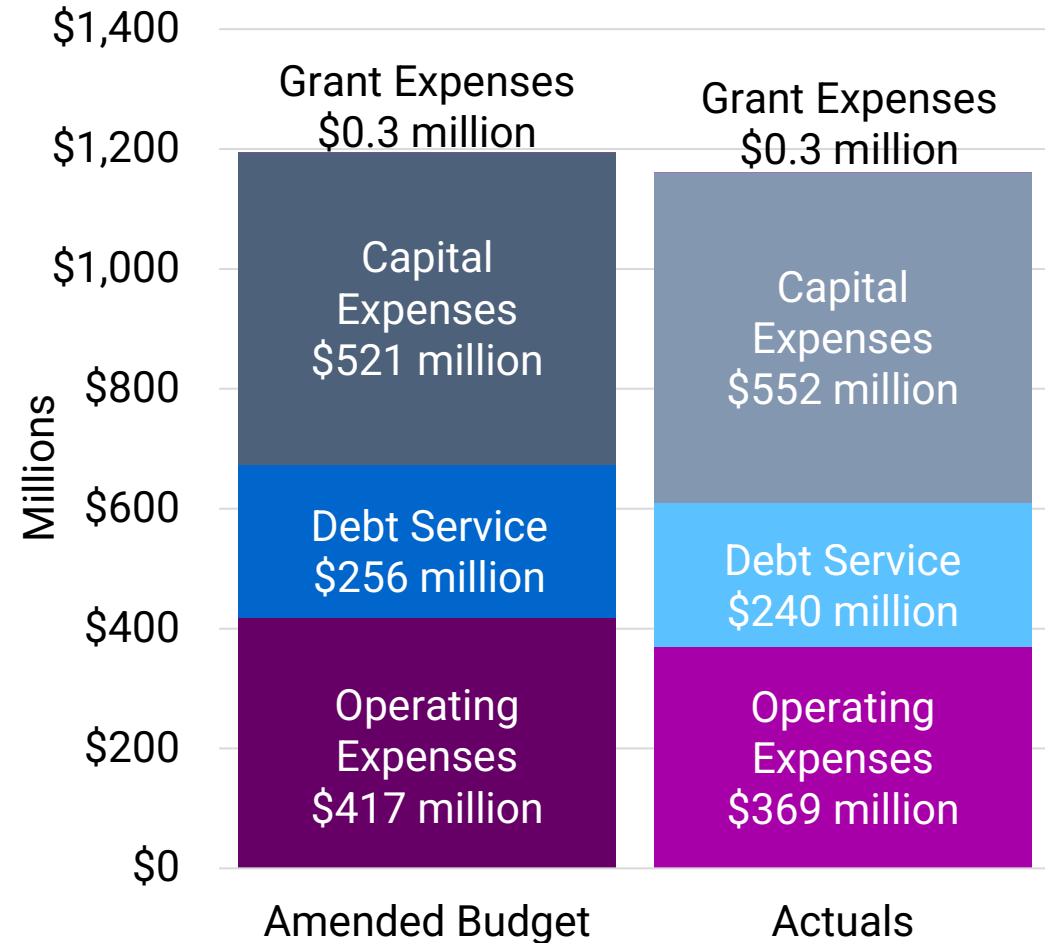 $1,400
$1,200
$1,000
$800
$600
$400
$200
$0
Millions
Grant Expenses
$0.3 million
Capital
Expenses
$521 million
Debt Service
$256 million
Operating
Expenses
$417 million
Grant Expenses
$0.3 million
Capital
Expenses
$552 million
Debt Service
$240 million
Operating
Expenses
$369 million
Amended Budget
Actuals